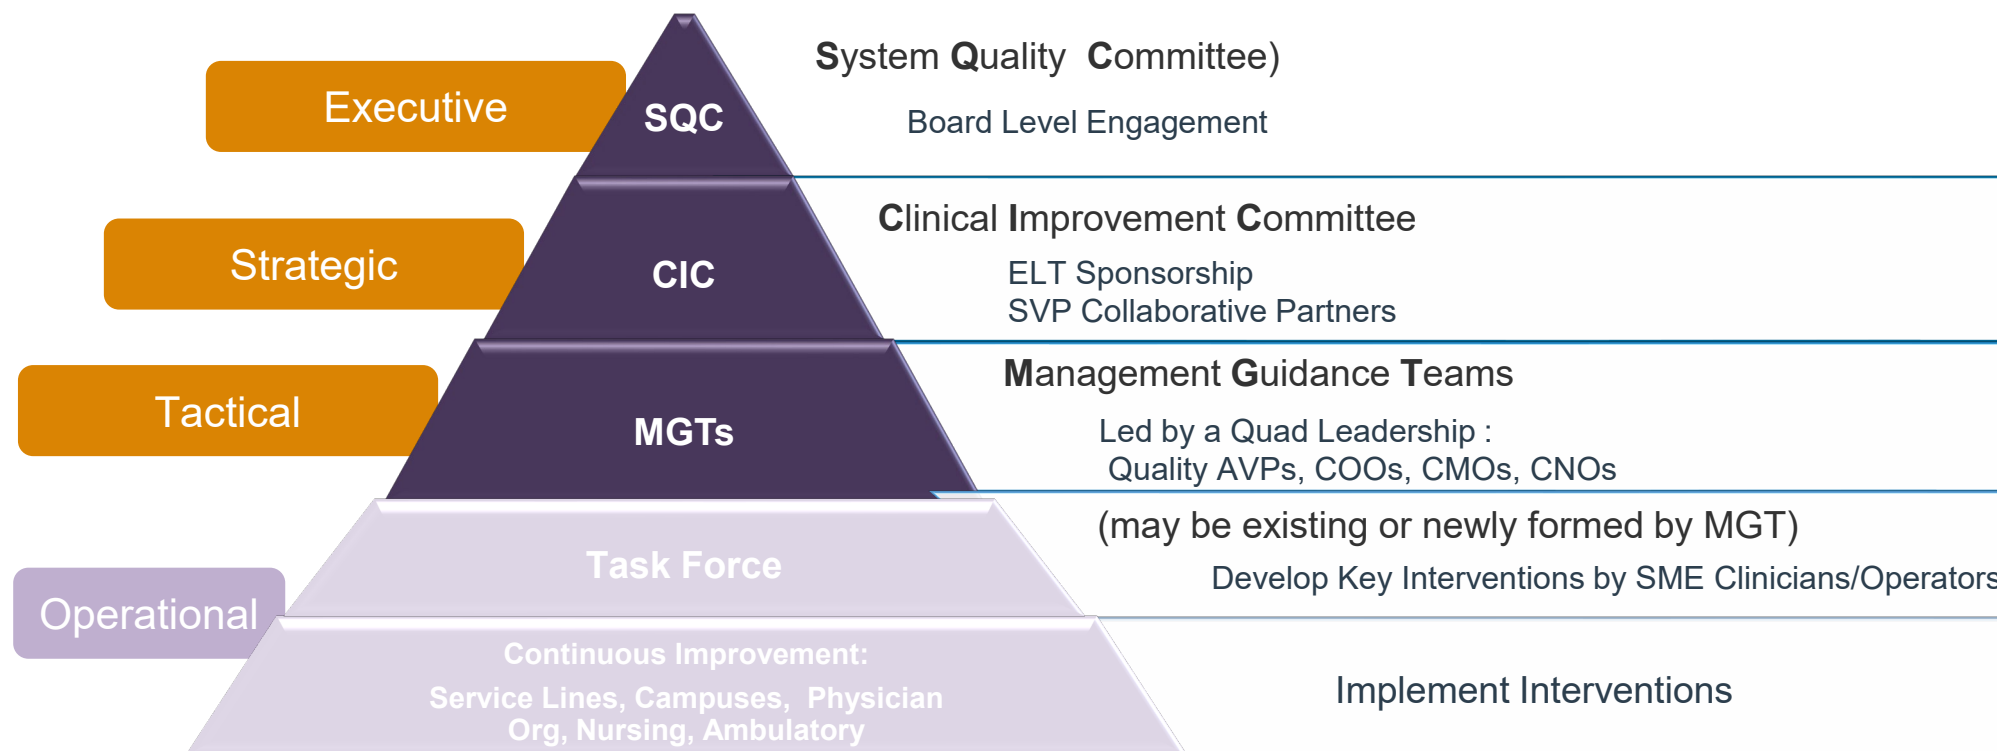 Executive
SQC
System Quality Committee)
Board Level Engagement
Strategic
CIC
Clinical Improvement Committee
ELT Sponsorship
SVP Collaborative Partners
Tactical
MGTs
Management Guidance Teams
Led by a Quad Leadership :
Quality AVPs, COOs, CMOs, CNOs
Operational
Task Force
(may be existing or newly formed by MGT)
Develop Key Interventions by SME Clinicians/Operators
Continuous Improvement:
Service Lines, Campuses, Physician
Org, Nursing, Ambulatory
Implement Interventions